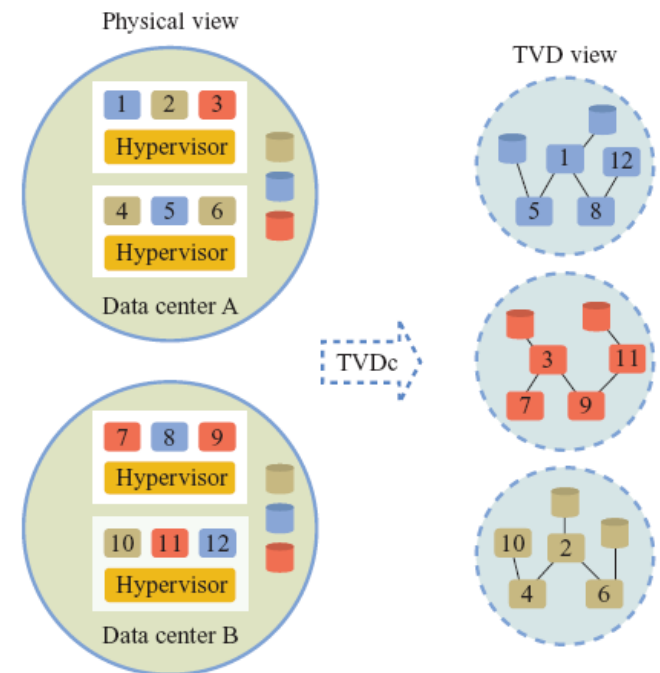 Physical view
1 2 3
Hypervisor
4 5 6
Hypervisor
Data center A
7 8 9
Hypervisor
10 11 12
Hypervisor
Data center B
TVDc
TVD view
1 12
5 8
3 11
7 9
10 2
4 6